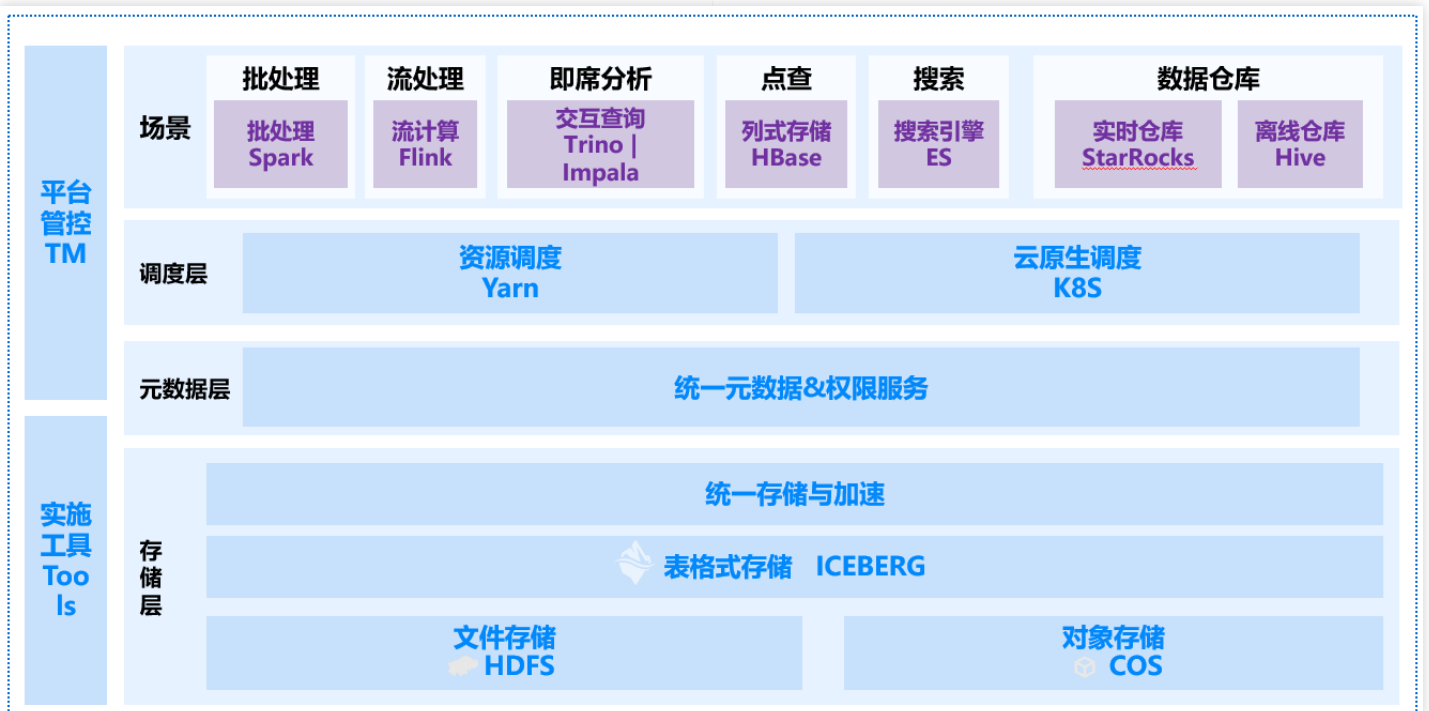 平台
管控
TM
实施
工具
Too
ls
场景
批处理
批处理
Spark
流处理
流计算
Flink
即席分析
交互查询
Trino |
Impala
点查
列式存储
HBase
搜索
搜索引擎
ES
数据仓库
实时仓库
StarRocks
离线仓库
Hive
调度层
资源调度
Yarn
云原生调度
K8S
元数据层
统一元数据&权限服务
存
储
层
统一存储与加速
表格式存储 ICEBERG
文件存储
HDFS
对象存储
COS